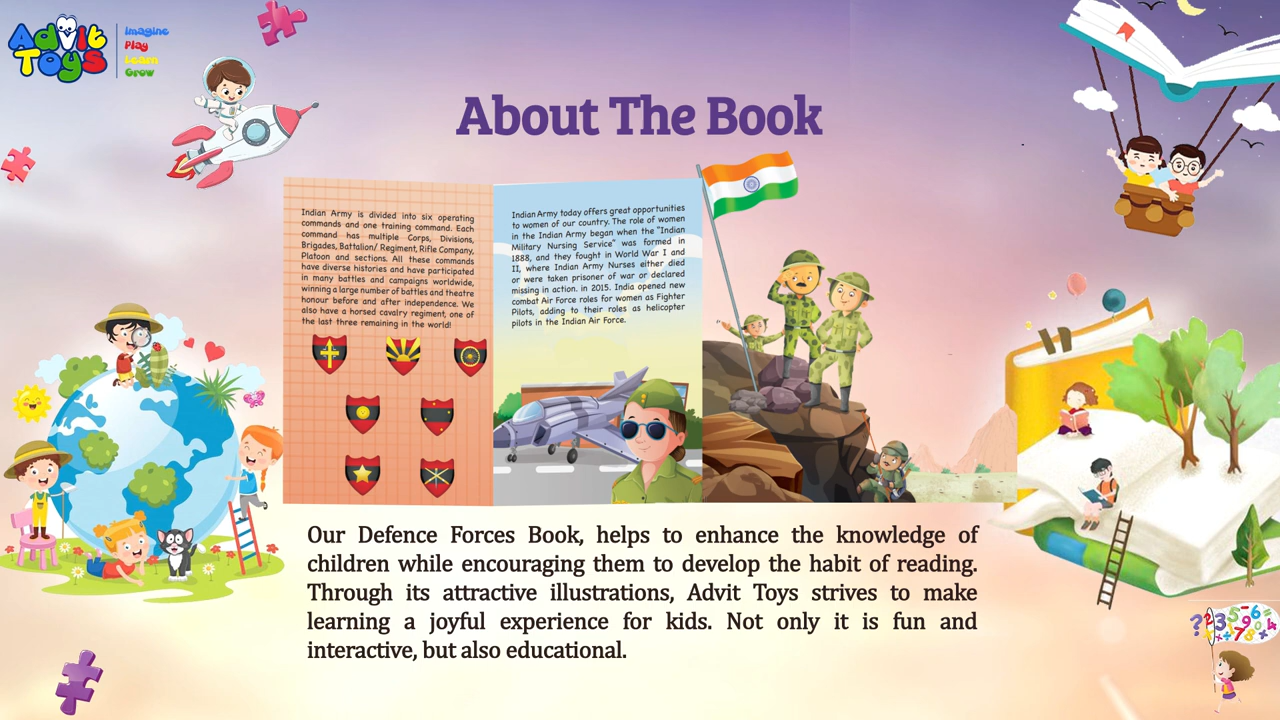 Advit
Toys
Imagine
Play
Learn
Grow
About The Book
Indian Army is divided into six operating
commands and one training command. Each
command has multiple Corps, Divisions,
Brigades, Battalion/ Regiment, Rifle Company,
Platoon and sections. All these commands
have diverse histories and have participated
in many battles and campaigns worldwide,
winning a large number of battles and theatre
honour before and after independence. We
also have a horsed cavalry regiment, one of
the last three remaining in the world!
Indian Army today offers great opportunities
to women of our country. The role of women
in the Indian Army began when the "Indian
Military Nursing Service" was formed in
1888, and they fought in World War I and
II, where Indian Army Nurses either died
or were taken prisoner of war or declared
missing in action. in 2015. India opened new
combat Air Force roles for women as Fighter
Pilots, adding to their roles as helicopter
pilots in the Indian Air Force.
Our Defence Forces Book, helps to enhance the knowledge of
children while encouraging them to develop the habit of reading.
Through its attractive illustrations, Advit Toys strives to make
learning a joyful experience for kids. Not only it is fun and
interactive, but also educational.